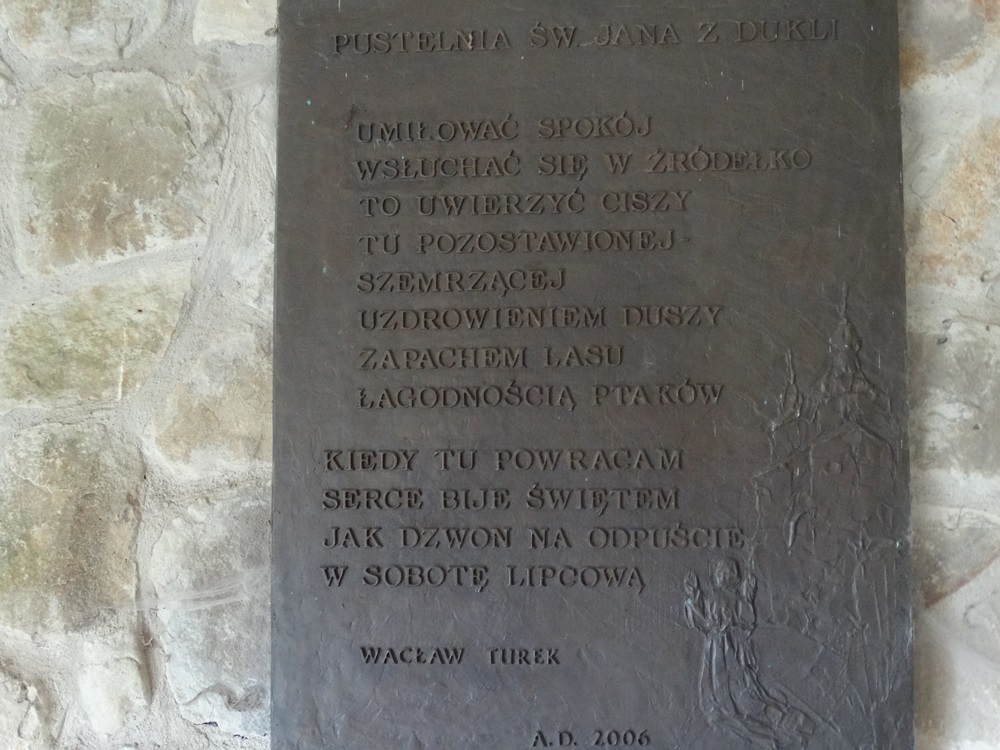 PUSTELNIA ŚW. JANA Z DUKLI
UMIŁOWAĆ SPOKÓJ
WSŁUCHAĆ SIĘ W ŹRÓDEŁKO
TO UWIERZYĆ CISZY
TU POZOSTAWIONEJ-
SZEMRZĄCEJ
UZDROWIENIEM DUSZY
ZAPACHEM LASU
ŁAGODNOŚCIĄ PTAKÓW
KIEDY TU POWRACAM
SERCE BIJE ŚWIĘTEM
JAK DZWON NA ODPUŚCIE
W SOBOTĘ LIPCOWĄ
WACŁAW TUREK
A.D. 2006